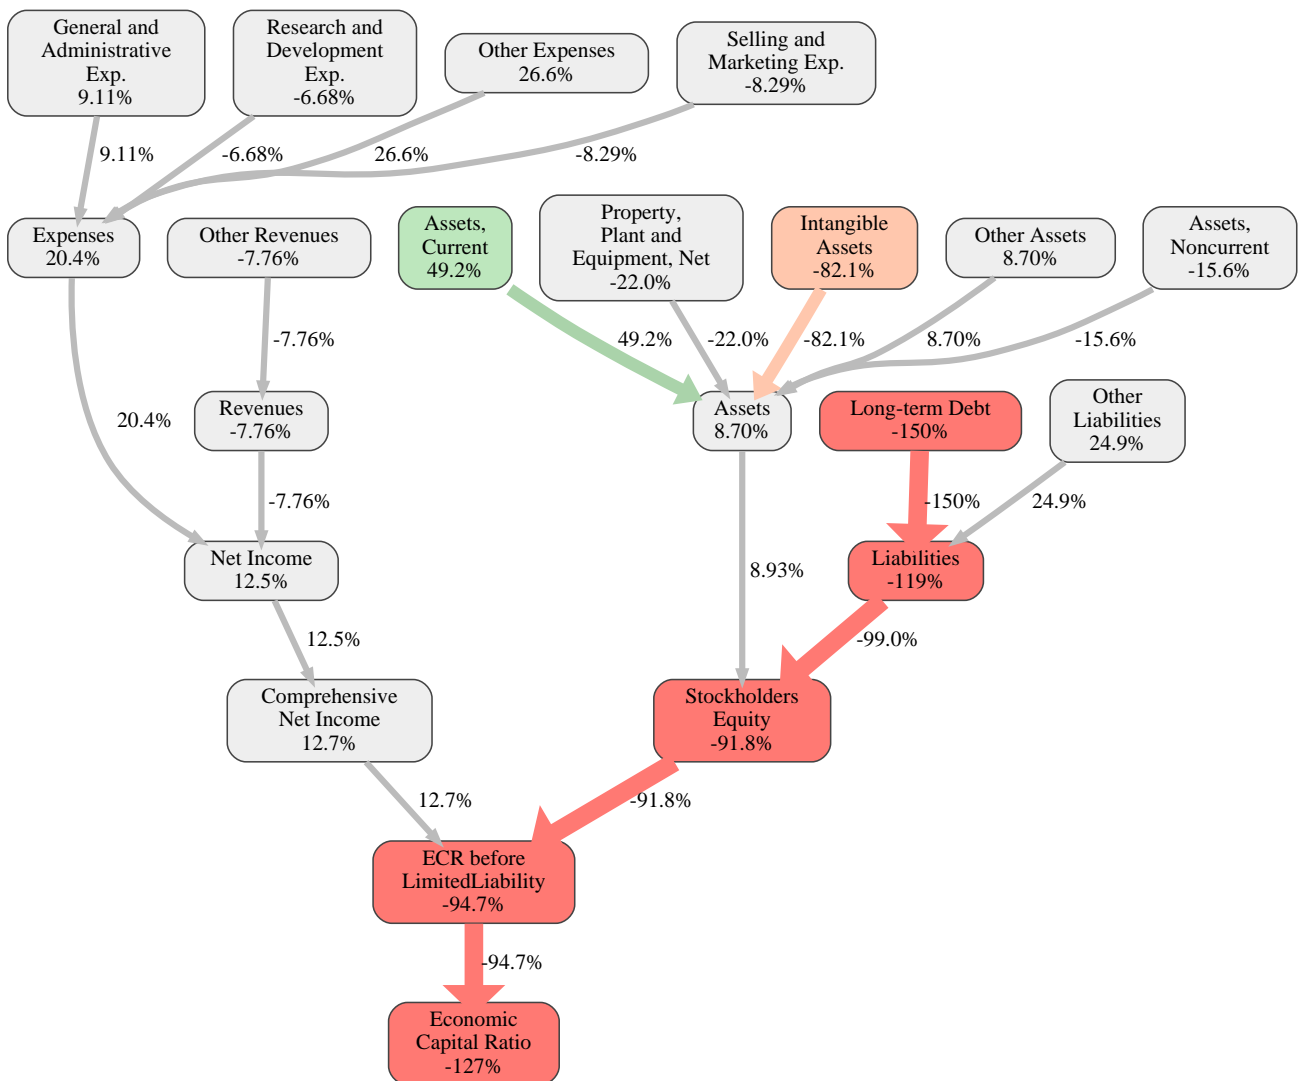 General and
Administrative
Exp.
9.11%
Research and
Development
Exp.
-6.68%
Other Expenses
26.6%
Selling and
Marketing Exp.
-8.29%
9.11%
-6.68%
26.6%
-8.29%
Expenses
20.4%
Other Revenues
-7.76%
Assets,
Current
49.2%
Property,
Plant and
Equipment, Net
-22.0%
Intangible
Assets
-82.1%
Other Assets
8.70%
Assets,
Noncurrent
-15.6%
-7.76%
49.2%
-22.0%
-82.1%
8.70%
-15.6%
20.4%
Revenues
-7.76%
Assets
8.70%
Long-term Debt
-150%
Other
Liabilities
24.9%
-7.76%
-150%
24.9%
Net Income
12.5%
8.93%
Liabilities
-119%
12.5%
-99.0%
Comprehensive
Net Income
12.7%
Stockholders
Equity
-91.8%
12.7%
-91.8%
ECR before
LimitedLiability
-94.7%
-94.7%
Economic
Capital Ratio
-127%